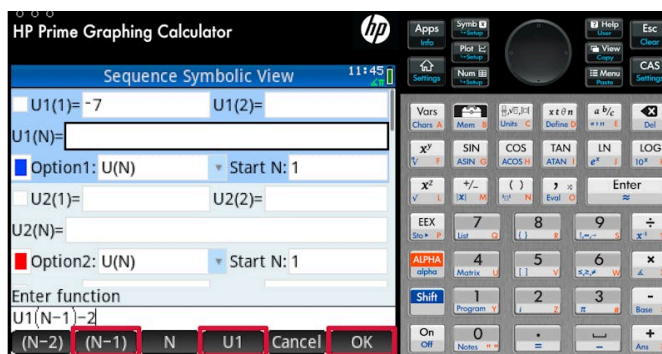 HP Prime Graphing Calculator
hp
Sequence Symbolic View 11:45
U1(1)= -7 U1(2)=
U1(N)=
Option1: U(N) Start N: 1
U2(1)= U2(2)=
U2(N)=
Option2: U(N) Start N: 1
Enter function
U1(N-1)-2
(N-2) (N-1) N U1 Cancel OK
Apps Symb Help Esc
Info Setup User Clear
Plot View
Setup Copy
Num Menu CAS
Settings Setup Paste Settings
Vars x t θ n a b/c
Chars A Mem B Units C Define D E Del
x^y SIN COS TAN LN LOG
F ASIN G ACOS H ATAN I e^x J 10^x
x² +/- ( ) , Enter
√ L |x| M N Eval O ≈
EEX 7 8 9 ÷
Sto P List Q { } R S x⁻¹
ALPHA 4 5 6 ×
alpha Matrix U [ ] V ≤,≥,≠ W
Shift 1 2 3 -
Program Y i Z π # Base
On 0 . +
Off Notes " " = Ans